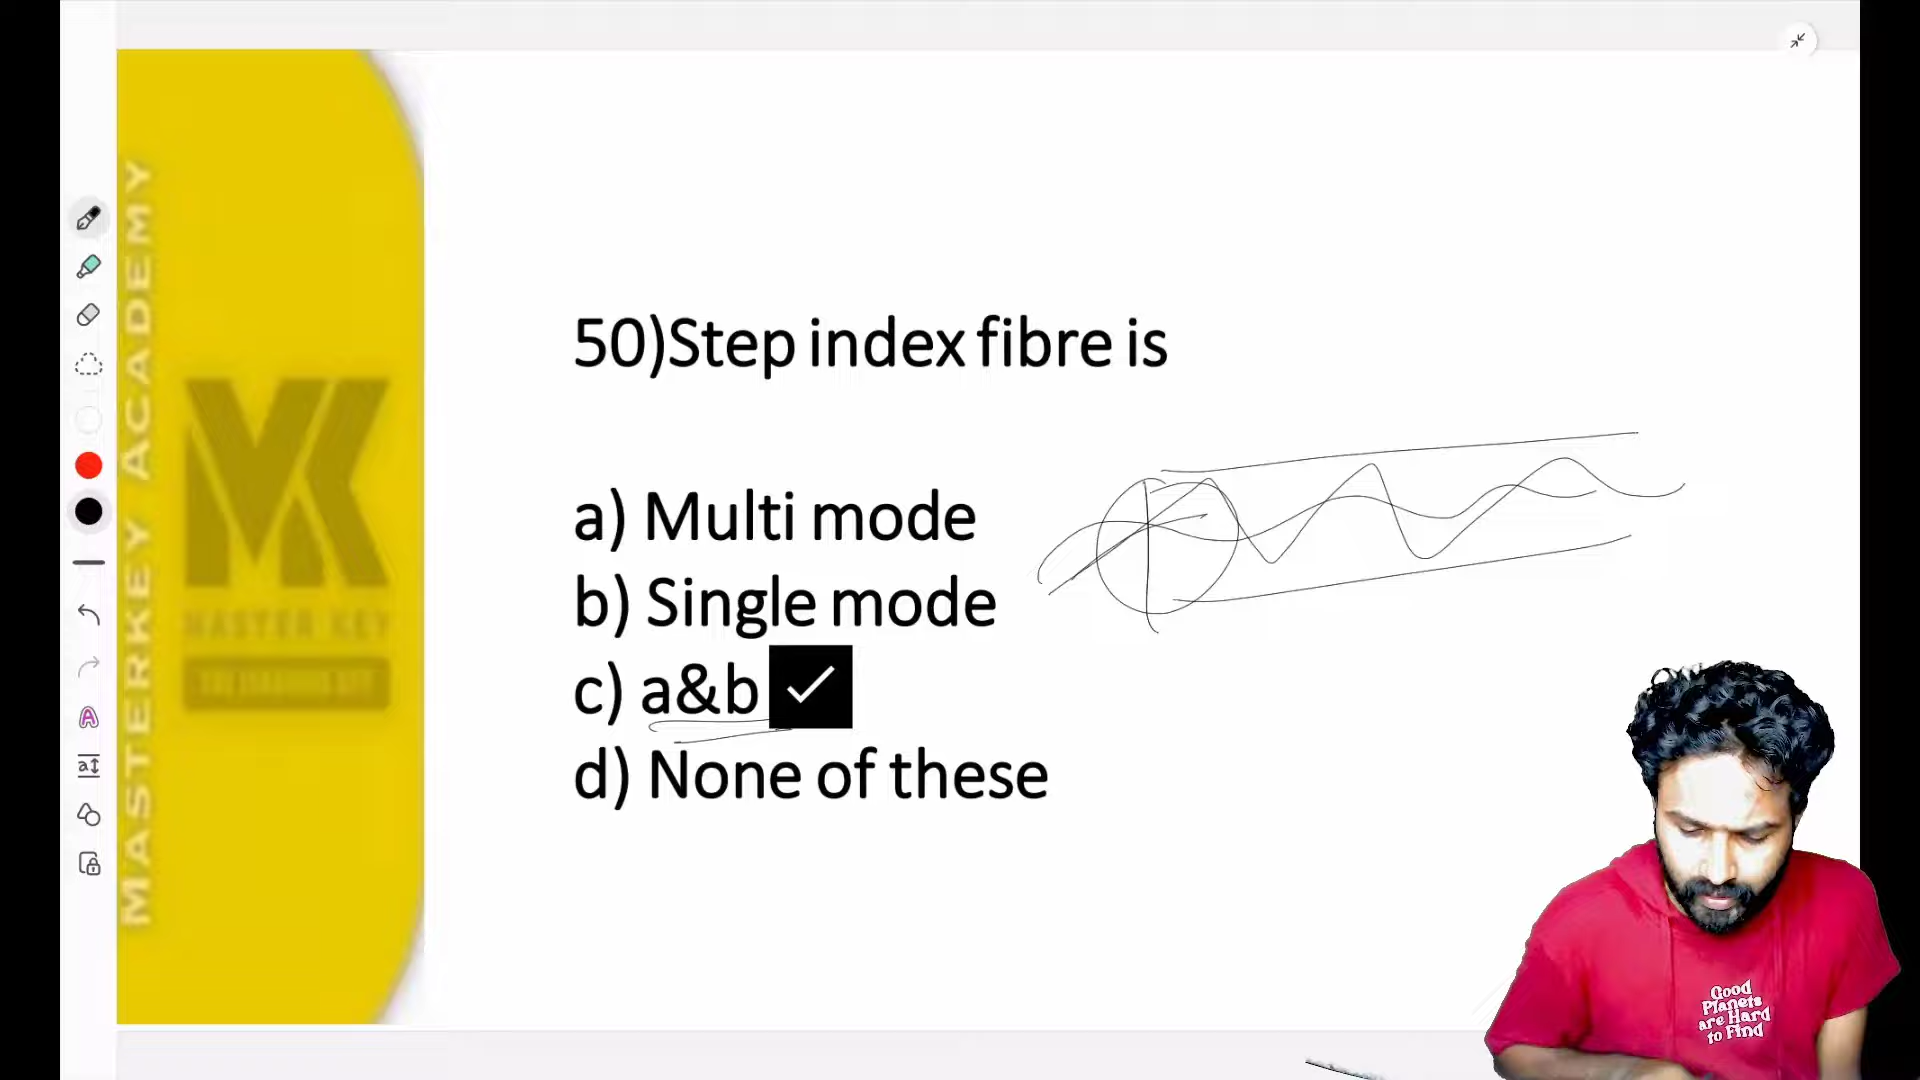 MASTERKEY ACADEMY
MK
MASTER KEY
50)Step index fibre is
a) Multi mode
b) Single mode
c) a&b
d) None of these
Good
Planets
are Hard
to Find